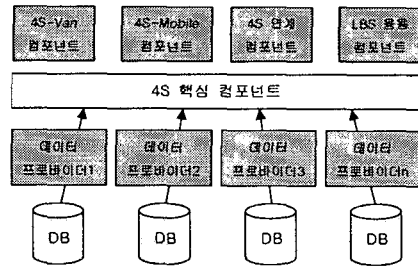 4S-Van
컴포넌트
4S-Mobile
컴포넌트
4S 연계
컴포넌트
LBS 응용
컴포넌트
4S 핵심 컴포넌트
데이터
프로바이더1
데이터
프로바이더2
데이터
프로바이더3
데이터
프로바이더n
DB
DB
DB
DB